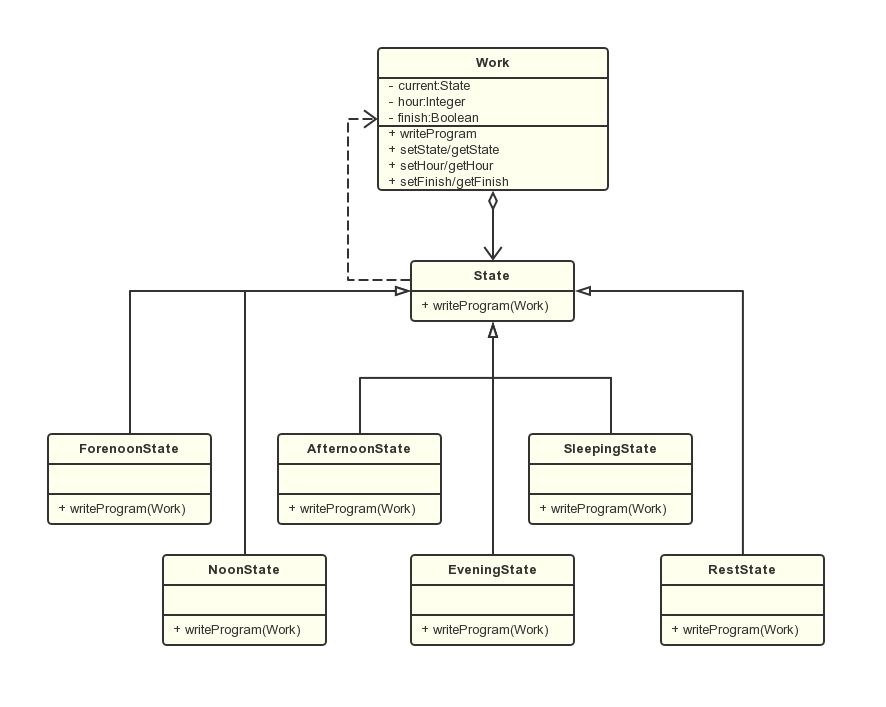 Work
- current:State
- hour:Integer
- finish:Boolean
+ writeProgram
+ setState/getState
+ setHour/getHour
+ setFinish/getFinish
State
+ writeProgram(Work)
ForenoonState
+ writeProgram(Work)
AfternoonState
+ writeProgram(Work)
SleepingState
+ writeProgram(Work)
NoonState
+ writeProgram(Work)
EveningState
+ writeProgram(Work)
RestState
+ writeProgram(Work)